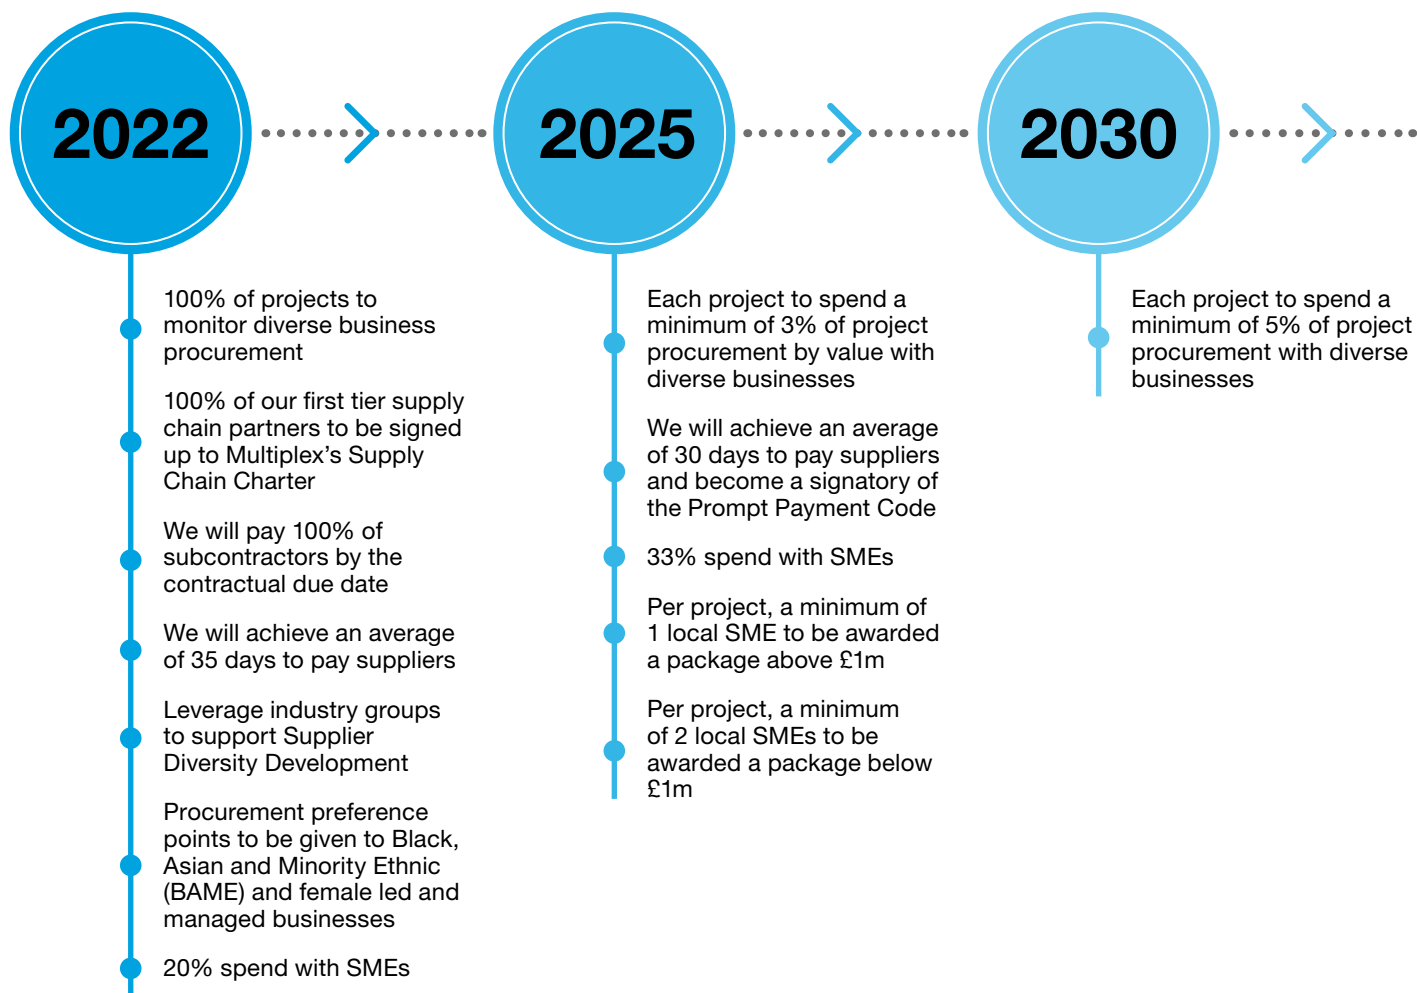 2022
100% of projects to
monitor diverse business
procurement
100% of our first tier supply
chain partners to be signed
up to Multiplex’s Supply
Chain Charter
We will pay 100% of
subcontractors by the
contractual due date
We will achieve an average
of 35 days to pay suppliers
Leverage industry groups
to support Supplier
Diversity Development
Procurement preference
points to be given to Black,
Asian and Minority Ethnic
(BAME) and female led and
managed businesses
20% spend with SMEs
2025
Each project to spend a
minimum of 3% of project
procurement by value with
diverse businesses
We will achieve an average
of 30 days to pay suppliers
and become a signatory of
the Prompt Payment Code
33% spend with SMEs
Per project, a minimum of
1 local SME to be awarded
a package above £1m
Per project, a minimum
of 2 local SMEs to be
awarded a package below
£1m
2030
Each project to spend a
minimum of 5% of project
procurement with diverse
businesses